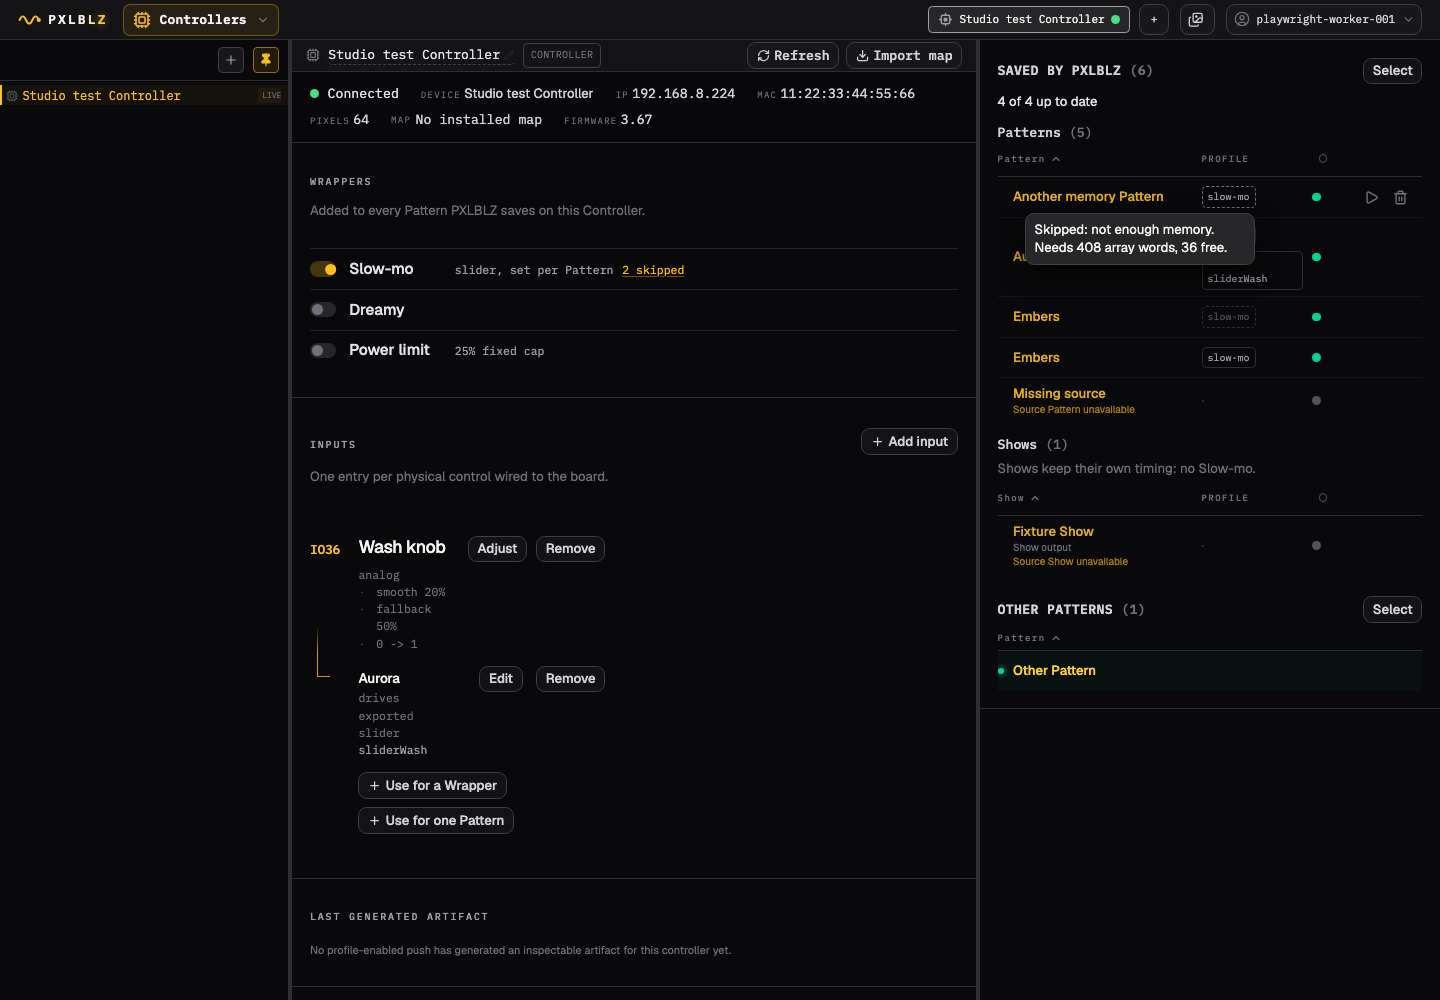 PXLBLZ
Controllers
Studio test Controller
+
playwright-worker-001
Studio test Controller
LIVE
Studio test Controller
CONTROLLER
Refresh
Import map
Connected
DEVICE Studio test Controller
IP 192.168.8.224
MAC 11:22:33:44:55:66
PIXELS 64
MAP No installed map
FIRMWARE 3.67
WRAPPERS
Added to every Pattern PXLBLZ saves on this Controller.
Slow-mo
slider, set per Pattern 2 skipped
Dreamy
Power limit
25% fixed cap
INPUTS
+ Add input
One entry per physical control wired to the board.
IO36
Wash knob
Adjust
Remove
analog
· smooth 20%
· fallback
50%
· 0 -> 1
Aurora
Edit
Remove
drives
exported
slider
sliderWash
+ Use for a Wrapper
+ Use for one Pattern
LAST GENERATED ARTIFACT
No profile-enabled push has generated an inspectable artifact for this controller yet.
SAVED BY PXLBLZ (6)
Select
4 of 4 up to date
Patterns (5)
Pattern
PROFILE
Another memory Pattern
slow-mo
Skipped: not enough memory.
Needs 408 array words, 36 free.
Au
sliderWash
Embers
slow-mo
Embers
slow-mo
Missing source
Source Pattern unavailable
·
Shows (1)
Shows keep their own timing: no Slow-mo.
Show
PROFILE
Fixture Show
Show output
Source Show unavailable
·
OTHER PATTERNS (1)
Select
Pattern
Other Pattern